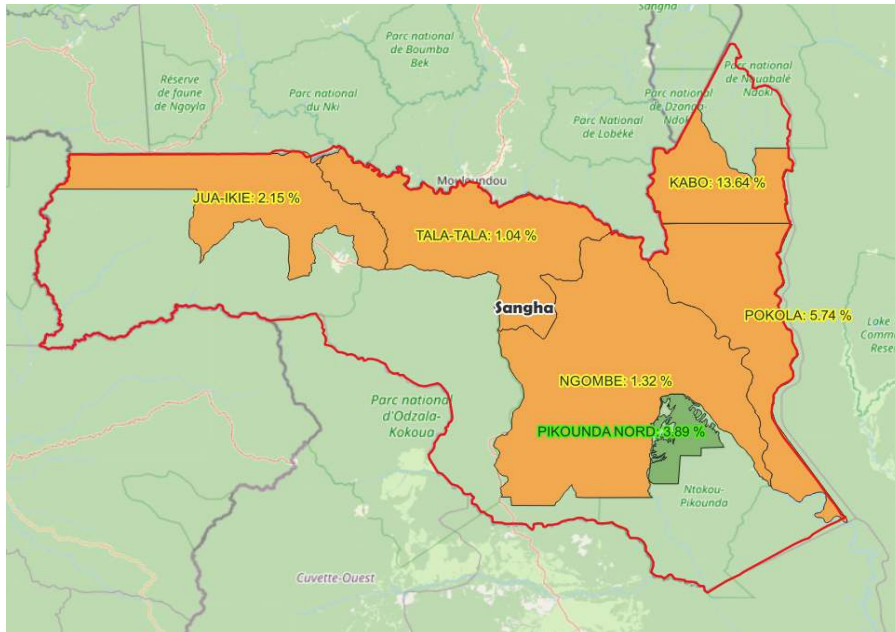 Sangha
Parc national
de Boumba
Bek
Réserve
de faune
de Ngoyla
Parc national
du Nki
Parc national
de Nouabalé
Ndoki
Parc national
de Dzanga-
Ndoki
Parc National
de Lobéké
Mouloundou
KABO: 13.64 %
JUA-IKIE: 2.15 %
TALA-TALA: 1.04 %
Sangha
POKOLA: 5.74 %
Lake
Reser
NGOMBE: 1.32 %
Parc national
d'Odzala-
Kokoua
PIKOUNDA NORD: 3.89 %
Ntokou-
Pikounda
Cuvette-Ouest